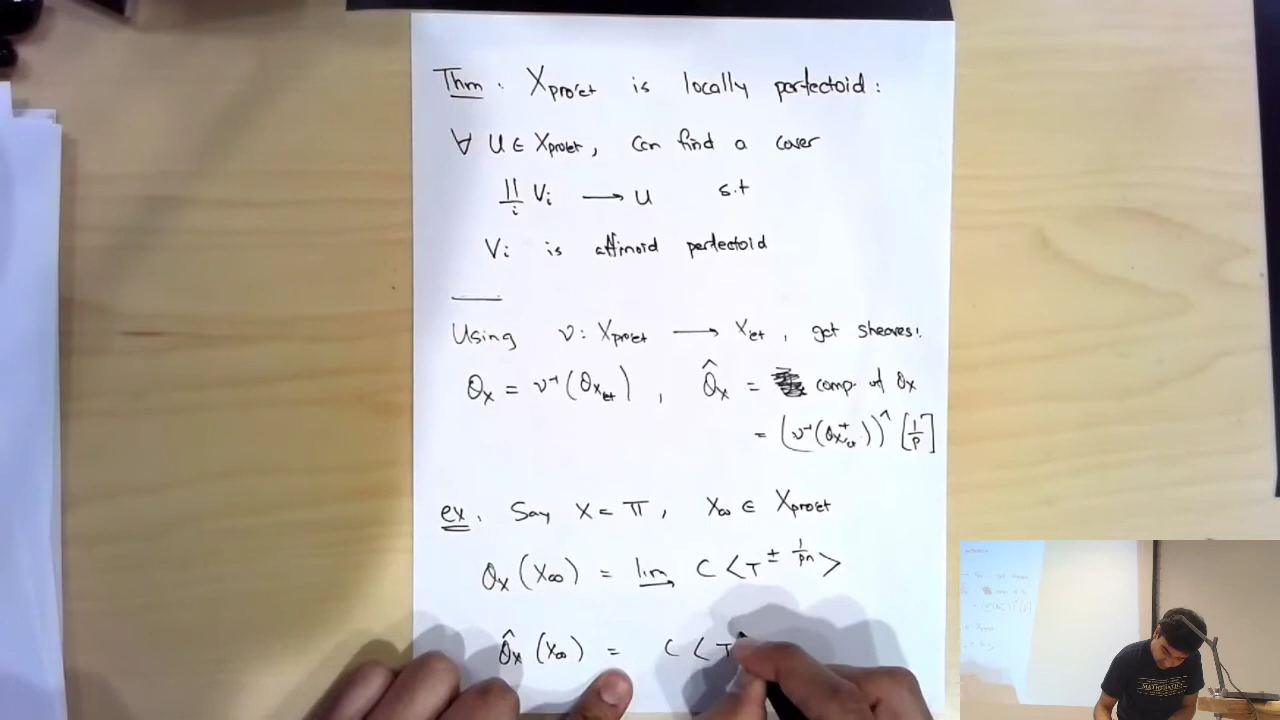 Thm: X_proét is locally perfectoid:
∀ U ∈ X_proét, can find a cover
∐_i V_i ⟶ U s.t
V_i is affinoid perfectoid
Using ν: X_proét ⟶ X_ét, get sheaves:
O_X = ν⁻¹(O_{X_ét}), Ô_X = comp. of O_X
= (ν⁻¹(O⁺_{X_ét}))^ [1/p]
ex. Say X = 𝕋, X_∞ ∈ X_proét
O_X(X_∞) = lim→ C⟨T^{± 1/pⁿ}⟩
Ô_X(X_∞) = C⟨T
MATHEMATICS